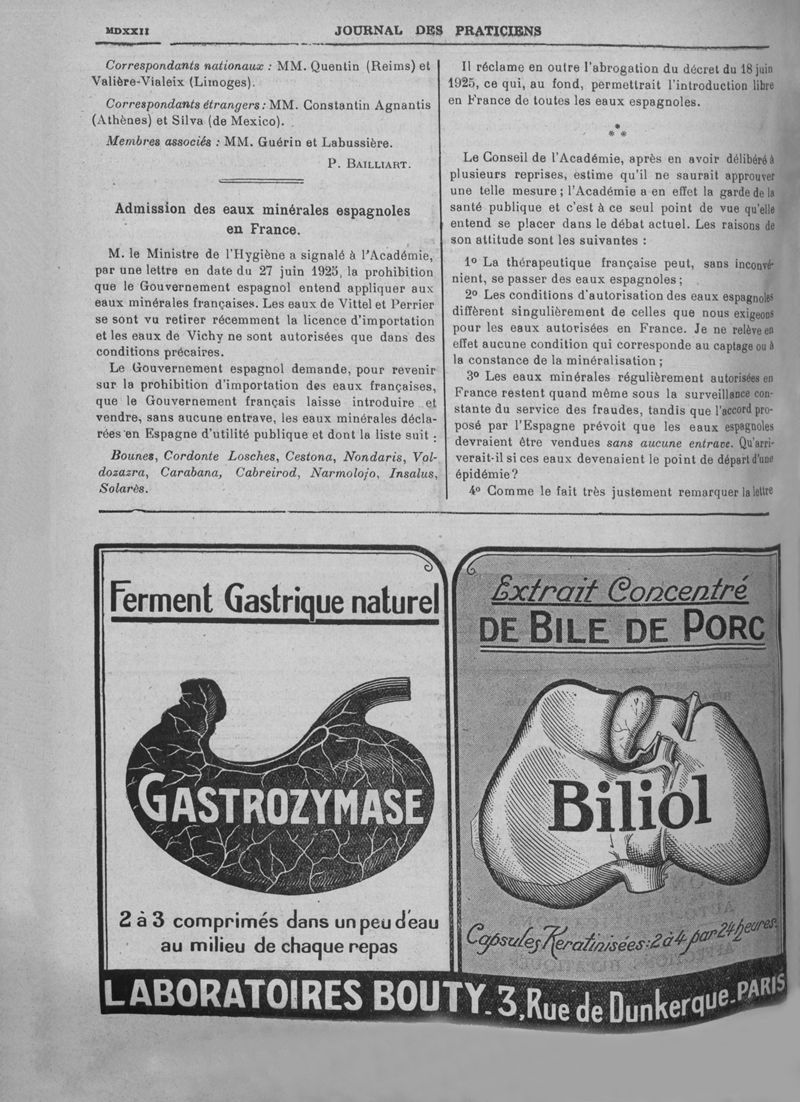 MDXXII
JOURNAL DES PRATICIENS
Correspondants nationaux : MM. Quentin (Reims) et
Valière-Vialeix (Limoges).
Correspondants étrangers : MM. Constantin Agnantis
(Athènes) et Silva (de Mexico).
Membres associés : MM. Guérin et Labussière.
P. BAILLIART.
Admission des eaux minérales espagnoles
en France.
M. le Ministre de l'Hygiène a signalé à l'Académie,
par une lettre en date du 27 juin 1925, la prohibition
que le Gouvernement espagnol entend appliquer aux
eaux minérales françaises. Les eaux de Vittel et Perrier
se sont vu retirer récemment la licence d'importation
et les eaux de Vichy ne sont autorisées que dans des
conditions précaires.
Le Gouvernement espagnol demande, pour revenir
sur la prohibition d'importation des eaux françaises,
que le Gouvernement français laisse introduire et
vendre, sans aucune entrave, les eaux minérales décla-
rées en Espagne d'utilité publique et dont la liste suit :
Bounes, Cordonte Losches, Cestona, Nondaris, Vol-
dozazra, Carabana, Cabreirod, Narmolojo, Insalus,
Solarès.
Il réclame en outre l'abrogation du décret du 18 juin
1925, ce qui, au fond, permettrait l'introduction libre
en France de toutes les eaux espagnoles.
*
* *
Le Conseil de l'Académie, après en avoir délibéré à
plusieurs reprises, estime qu'il ne saurait approuver
une telle mesure ; l'Académie a en effet la garde de la
santé publique et c'est à ce seul point de vue qu'elle
entend se placer dans le débat actuel. Les raisons de
son attitude sont les suivantes :
1º La thérapeutique française peut, sans inconvé-
nient, se passer des eaux espagnoles ;
2º Les conditions d'autorisation des eaux espagnoles
diffèrent singulièrement de celles que nous exigeons
pour les eaux autorisées en France. Je ne relève en
effet aucune condition qui corresponde au captage ou à
la constance de la minéralisation ;
3º Les eaux minérales régulièrement autorisées en
France restent quand même sous la surveillance con-
stante du service des fraudes, tandis que l'accord pro-
posé par l'Espagne prévoit que les eaux espagnoles
devraient être vendues sans aucune entrave. Qu'arri-
verait-il si ces eaux devenaient le point de départ d'une
épidémie ?
4º Comme le fait très justement remarquer la lettre
Ferment Gastrique naturel
GASTROZYMASE
2 à 3 comprimés dans un peu d'eau
au milieu de chaque repas
Extrait Concentré
DE BILE DE PORC
Biliol
Capsules Kératinisées : 2 à 4 par 24 heures.
LABORATOIRES BOUTY_3, Rue de Dunkerque_PARIS